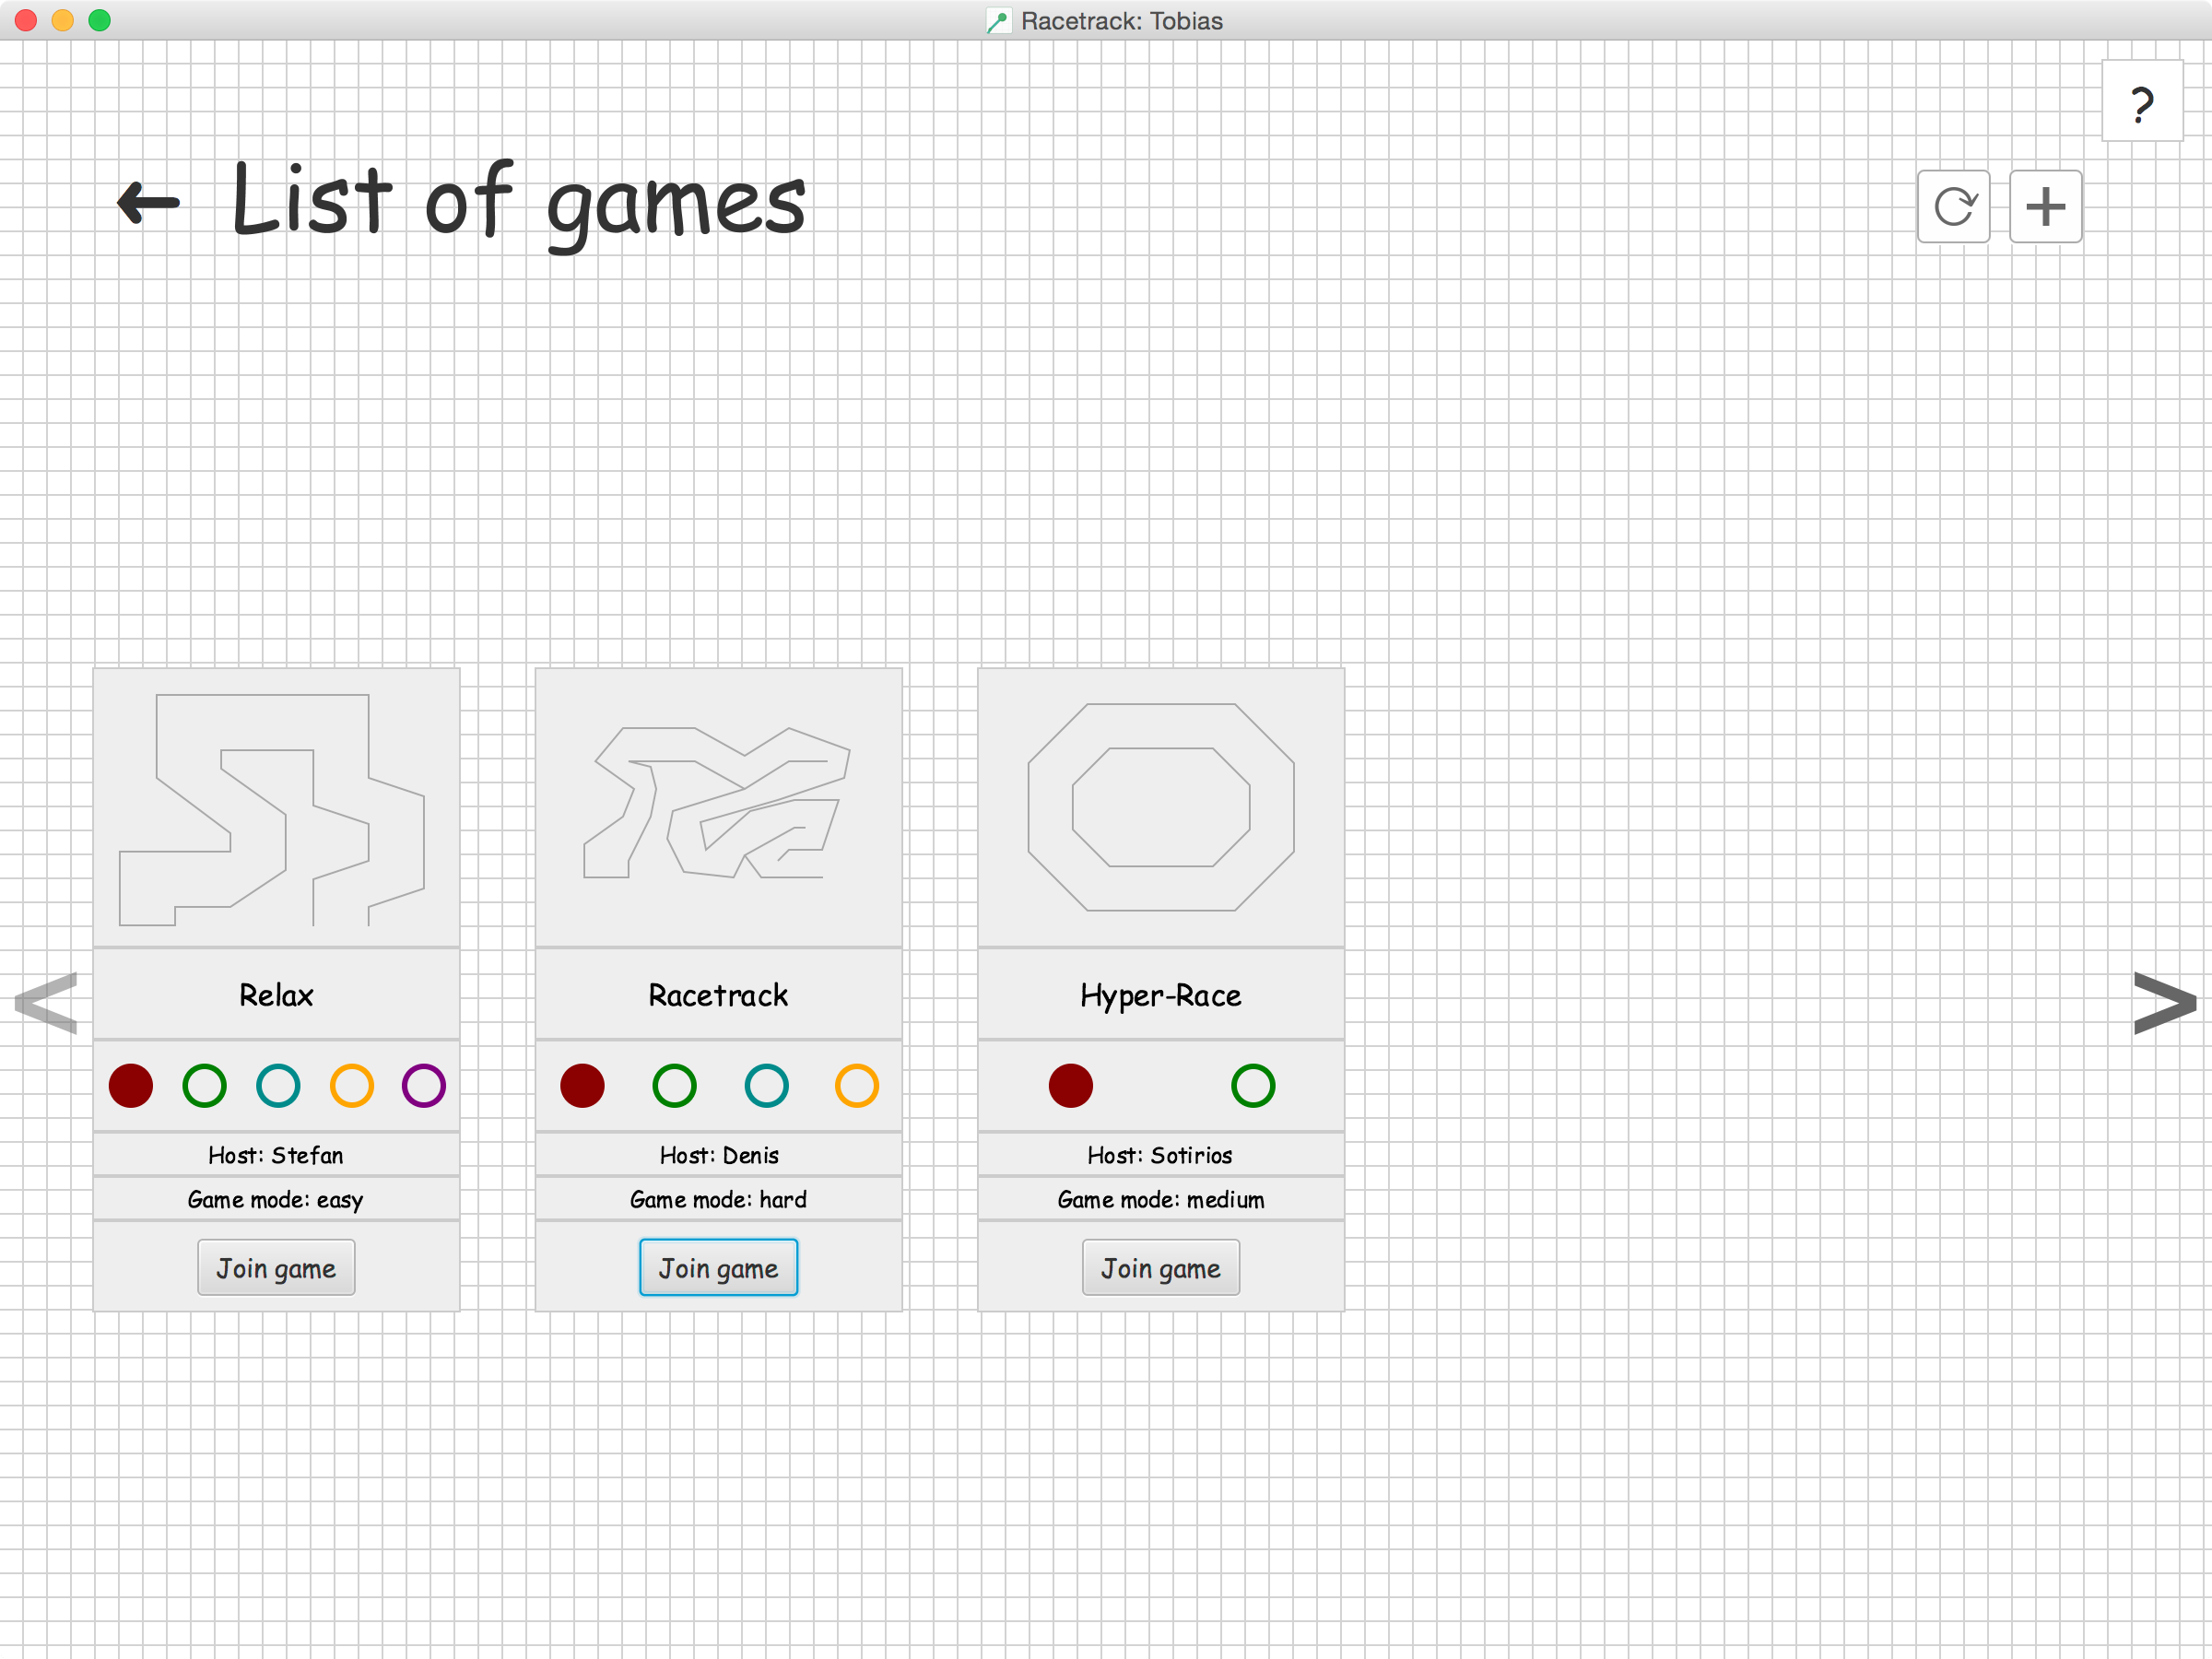 Racetrack: Tobias
?
← List of games
+
< >
Relax
Racetrack
Hyper-Race
Host: Stefan
Host: Denis
Host: Sotirios
Game mode: easy
Game mode: hard
Game mode: medium
Join game
Join game
Join game